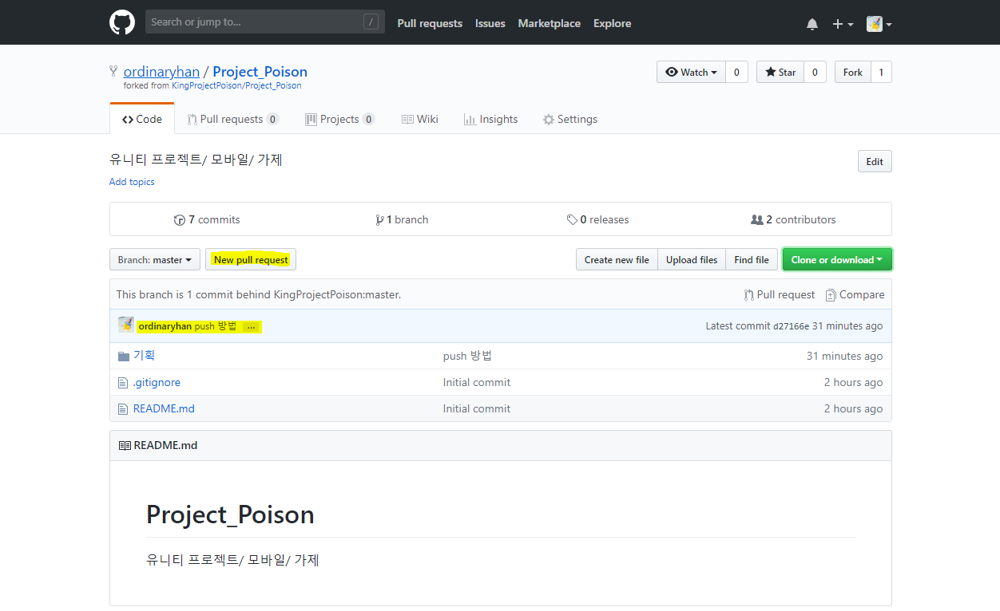 Search or jump to... / Pull requests Issues Marketplace Explore
ordinaryhan / Project_Poison Watch 0 Star 0 Fork 1
forked from KingProjectPoison/Project_Poison
Code Pull requests 0 Projects 0 Wiki Insights Settings
유니티 프로젝트/ 모바일/ 가제 Edit
Add topics
7 commits 1 branch 0 releases 2 contributors
Branch: master New pull request Create new file Upload files Find file Clone or download
This branch is 1 commit behind KingProjectPoison:master. Pull request Compare
ordinaryhan push 방법 ... Latest commit d27166e 31 minutes ago
기획 push 방법 31 minutes ago
.gitignore Initial commit 2 hours ago
README.md Initial commit 2 hours ago
README.md
Project_Poison
유니티 프로젝트/ 모바일/ 가제